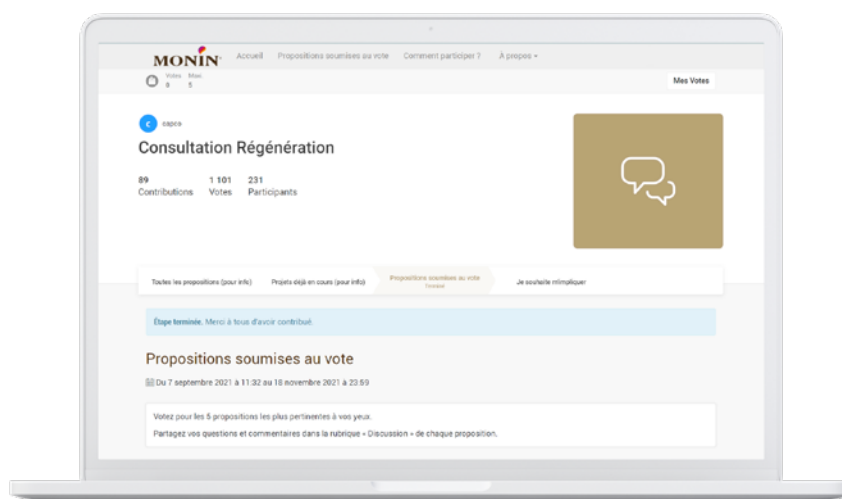 MONIN
Accueil Propositions soumises au vote Comment participer ? À propos
Votes Max
0 5
Mes Votes
c capco
Consultation Régénération
89 1 101 231
Contributions Votes Participants
Toutes les propositions (pour info) Projets déjà en cours (pour info) Propositions soumises au vote Je souhaite m'impliquer
Terminé
Étape terminée. Merci à tous d'avoir contribué.
Propositions soumises au vote
Du 7 septembre 2021 à 11:32 au 18 novembre 2021 à 23:59
Votez pour les 5 propositions les plus pertinentes à vos yeux.
Partagez vos questions et commentaires dans la rubrique « Discussion » de chaque proposition.